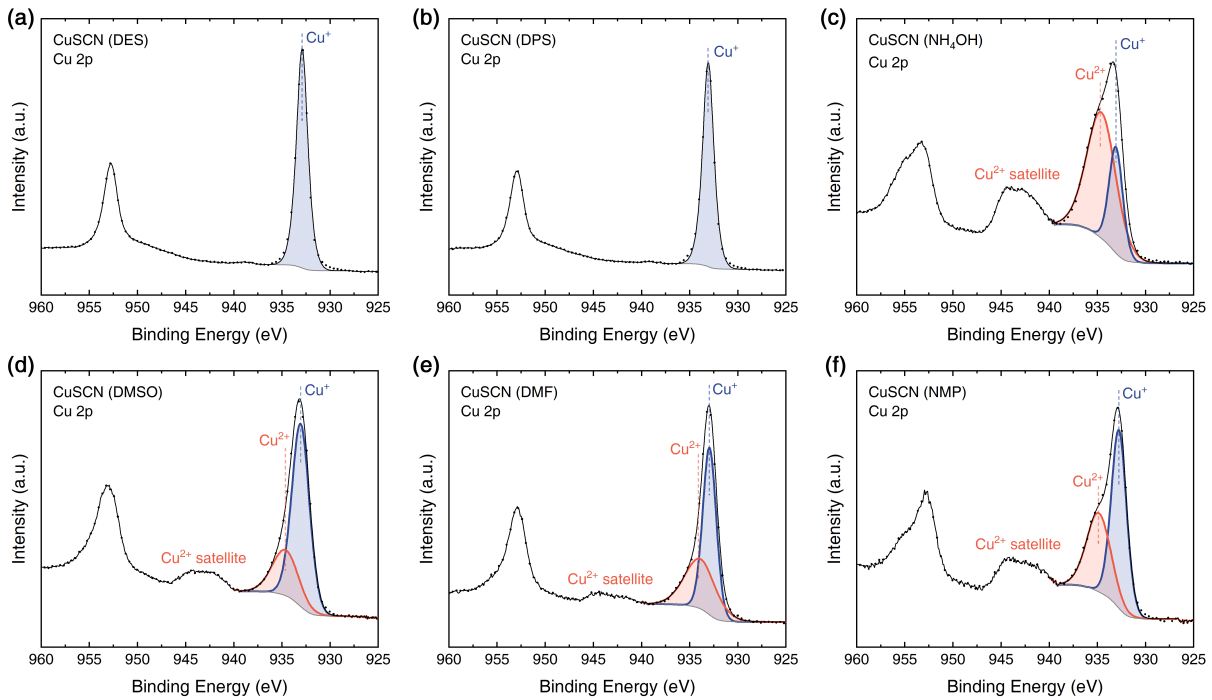 (a)
CuSCN (DES)
Cu 2p
Cu⁺
Intensity (a.u.)
960 955 950 945 940 935 930 925
Binding Energy (eV)
(b)
CuSCN (DPS)
Cu 2p
Cu⁺
Intensity (a.u.)
960 955 950 945 940 935 930 925
Binding Energy (eV)
(c)
CuSCN (NH₄OH)
Cu 2p
Cu⁺
Cu²⁺
Cu²⁺ satellite
Intensity (a.u.)
960 955 950 945 940 935 930 925
Binding Energy (eV)
(d)
CuSCN (DMSO)
Cu 2p
Cu⁺
Cu²⁺
Cu²⁺ satellite
Intensity (a.u.)
960 955 950 945 940 935 930 925
Binding Energy (eV)
(e)
CuSCN (DMF)
Cu 2p
Cu⁺
Cu²⁺
Cu²⁺ satellite
Intensity (a.u.)
960 955 950 945 940 935 930 925
Binding Energy (eV)
(f)
CuSCN (NMP)
Cu 2p
Cu⁺
Cu²⁺
Cu²⁺ satellite
Intensity (a.u.)
960 955 950 945 940 935 930 925
Binding Energy (eV)